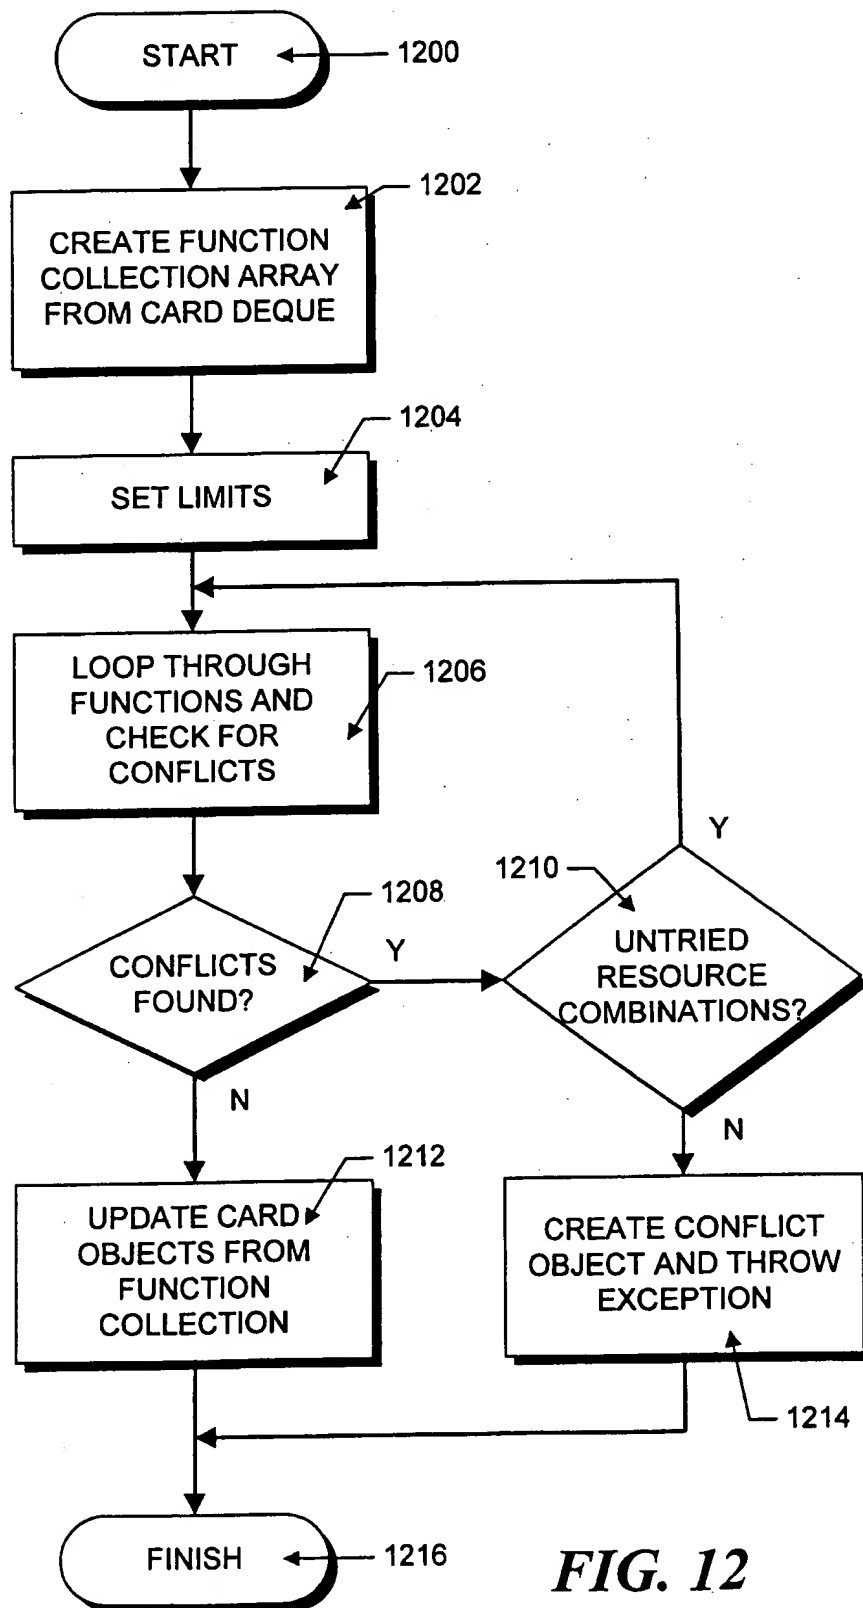 START
1200
1202
CREATE FUNCTION
COLLECTION ARRAY
FROM CARD DEQUE
1204
SET LIMITS
LOOP THROUGH
FUNCTIONS AND
CHECK FOR
CONFLICTS
1206
Y
1208
1210
CONFLICTS
FOUND?
Y
UNTRIED
RESOURCE
COMBINATIONS?
N
N
1212
UPDATE CARD
OBJECTS FROM
FUNCTION
COLLECTION
CREATE CONFLICT
OBJECT AND THROW
EXCEPTION
1214
FINISH
1216
FIG. 12